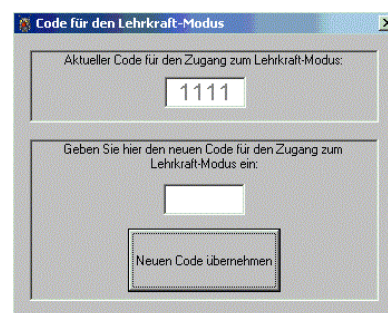 Code für den Lehrkraft-Modus
Aktueller Code für den Zugang zum Lehrkraft-Modus:
1111
Geben Sie hier den neuen Code für den Zugang zum
Lehrkraft-Modus ein:
Neuen Code übernehmen